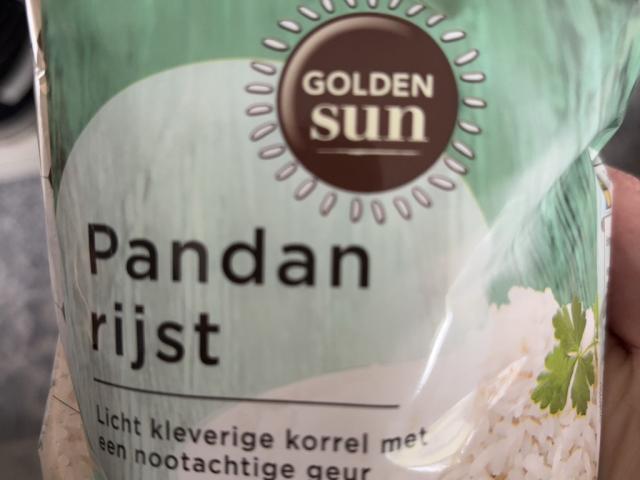 GOLDEN
sun
Pandan
rijst
Licht kleverige korrel met
een nootachtige geur